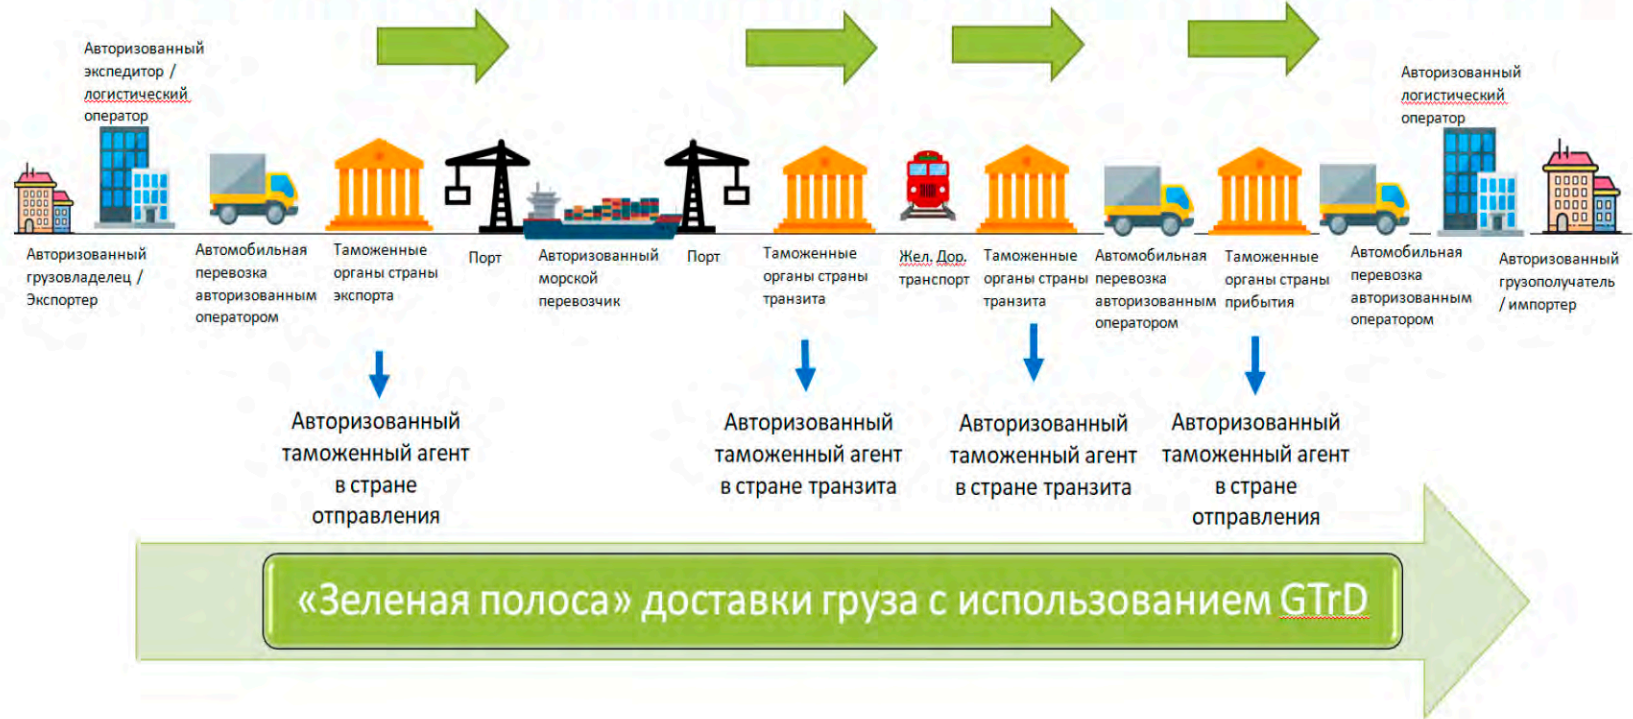 Авторизованный
экспедитор /
логистический
оператор
Авторизованный
логистический
оператор
Авторизованный
грузовладелец /
Экспортер
Автомобильная
перевозка
авторизованным
оператором
Таможенные
органы страны
экспорта
Порт
Авторизованный
морской
перевозчик
Порт
Таможенные
органы страны
транзита
Жел. Дор.
транспорт
Таможенные
органы страны
транзита
Автомобильная
перевозка
авторизованным
оператором
Таможенные
органы страны
прибытия
Автомобильная
перевозка
авторизованным
оператором
Авторизованный
грузополучатель
/ импортер
Авторизованный
таможенный агент
в стране
отправления
Авторизованный
таможенный агент
в стране транзита
Авторизованный
таможенный агент
в стране транзита
Авторизованный
таможенный агент
в стране
отправления
«Зеленая полоса» доставки груза с использованием GTrD